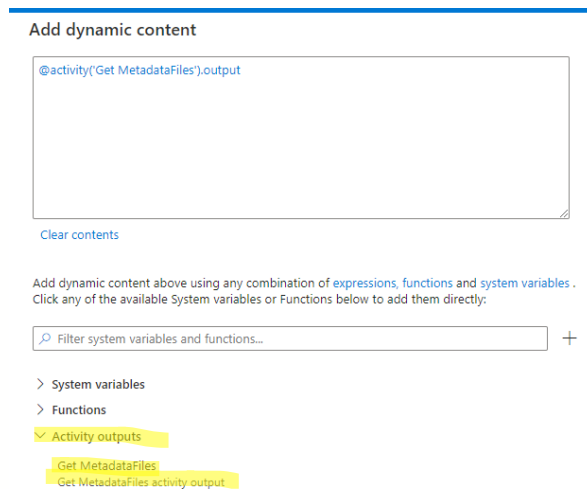 Add dynamic content
@activity('Get MetadataFiles').output
Clear contents
Add dynamic content above using any combination of expressions, functions and system variables .
Click any of the available System variables or Functions below to add them directly:
Filter system variables and functions...
System variables
Functions
Activity outputs
Get MetadataFiles
Get MetadataFiles activity output